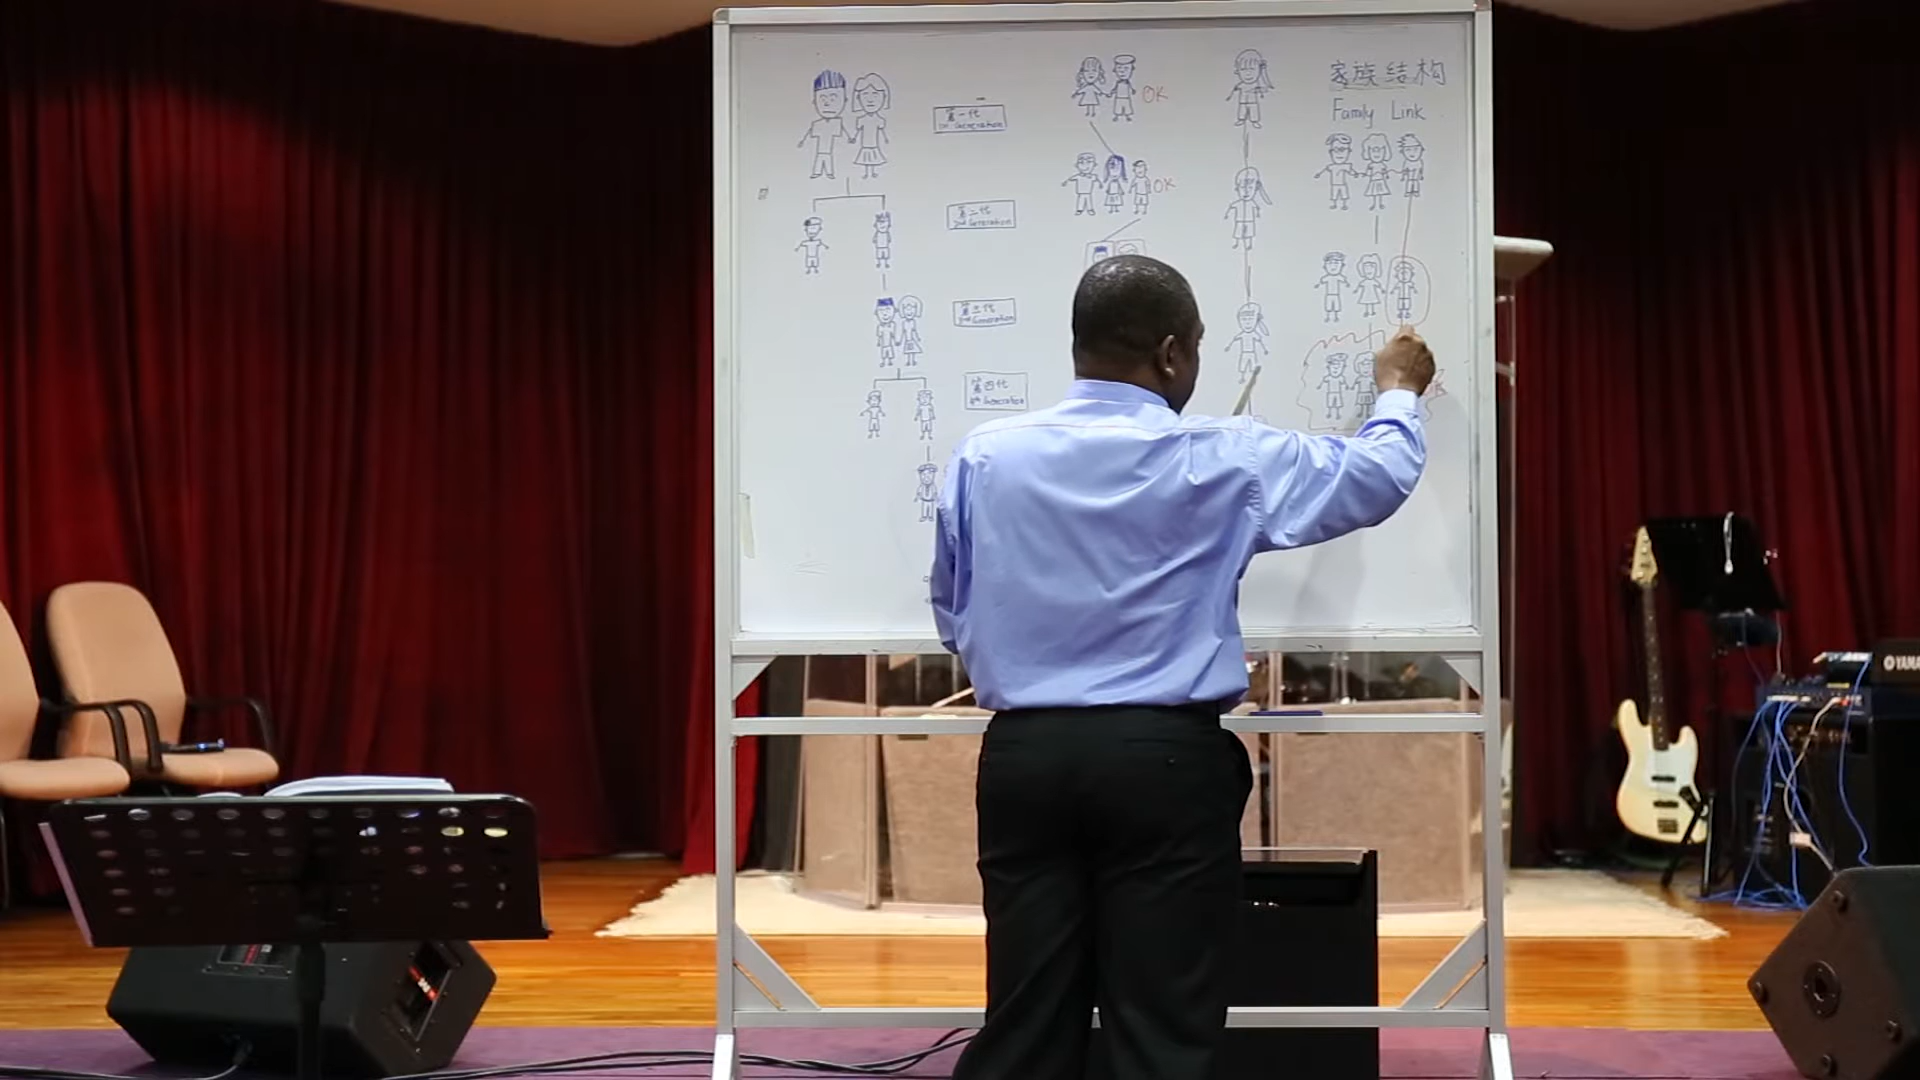 家族结构
Family Link
第一代
1st Generation
第二代
2nd Generation
第三代
3rd Generation
第四代
4th Generation
OK
OK
YAMA